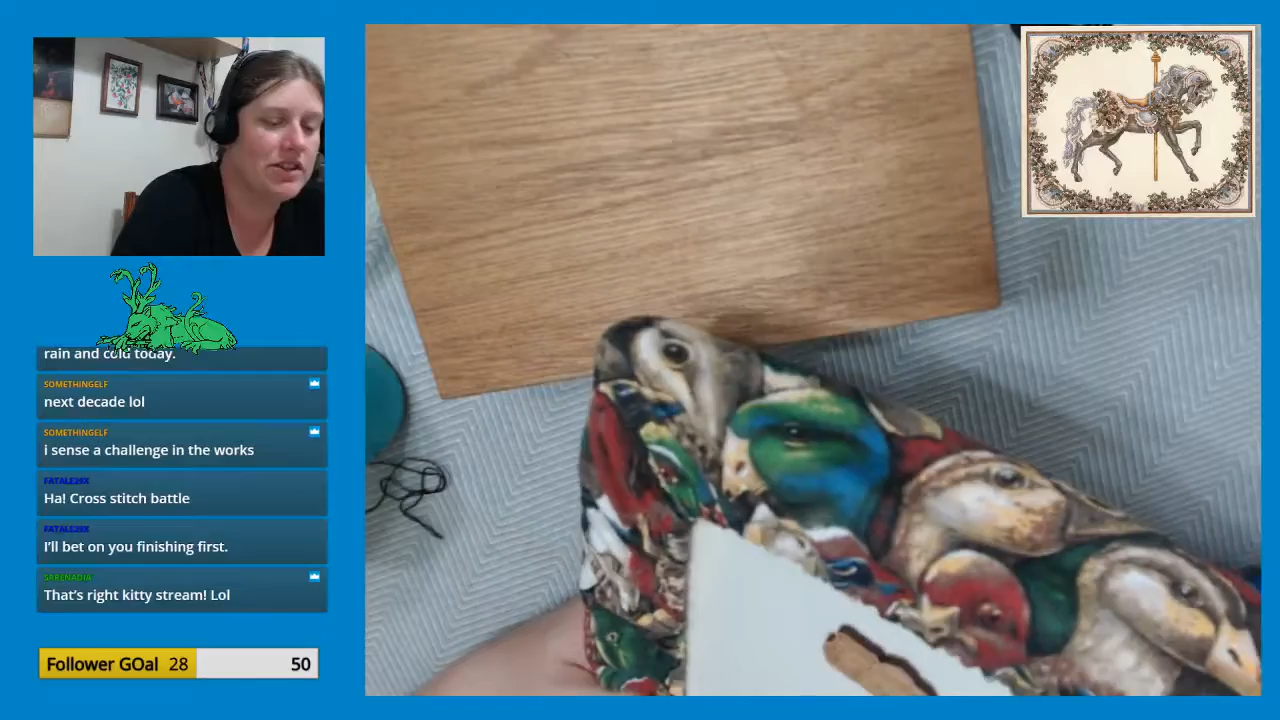 rain and cold today.
SOMETHINGELF
next decade lol
SOMETHINGELF
i sense a challenge in the works
Ha! Cross stitch battle
I'll bet on you finishing first.
SRRENADIA
That's right kitty stream! Lol
Follower GOal 28 50